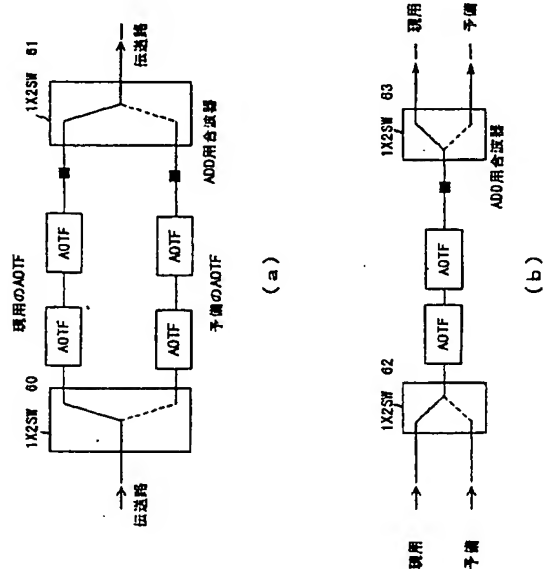 現用のAOTF
1X2SW 60
AOTF
AOTF
1X2SW 61
伝送路
伝送路
AOTF
AOTF
予備のAOTF
ADD用合波器
(a)
1X2SW 62
現用
予備
AOTF
AOTF
1X2SW 63
現用
予備
ADD用合波器
(b)